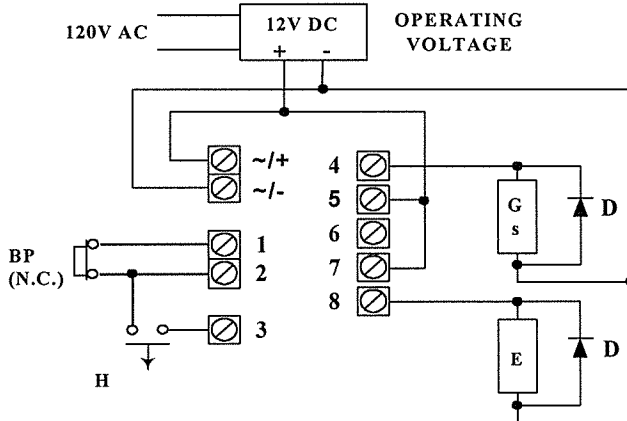 120V AC
12V DC
+ -
OPERATING
VOLTAGE
~/+
~/-
4
5
6
7
8
G
s
D
BP
(N.C.)
1
2
3
H
E
D